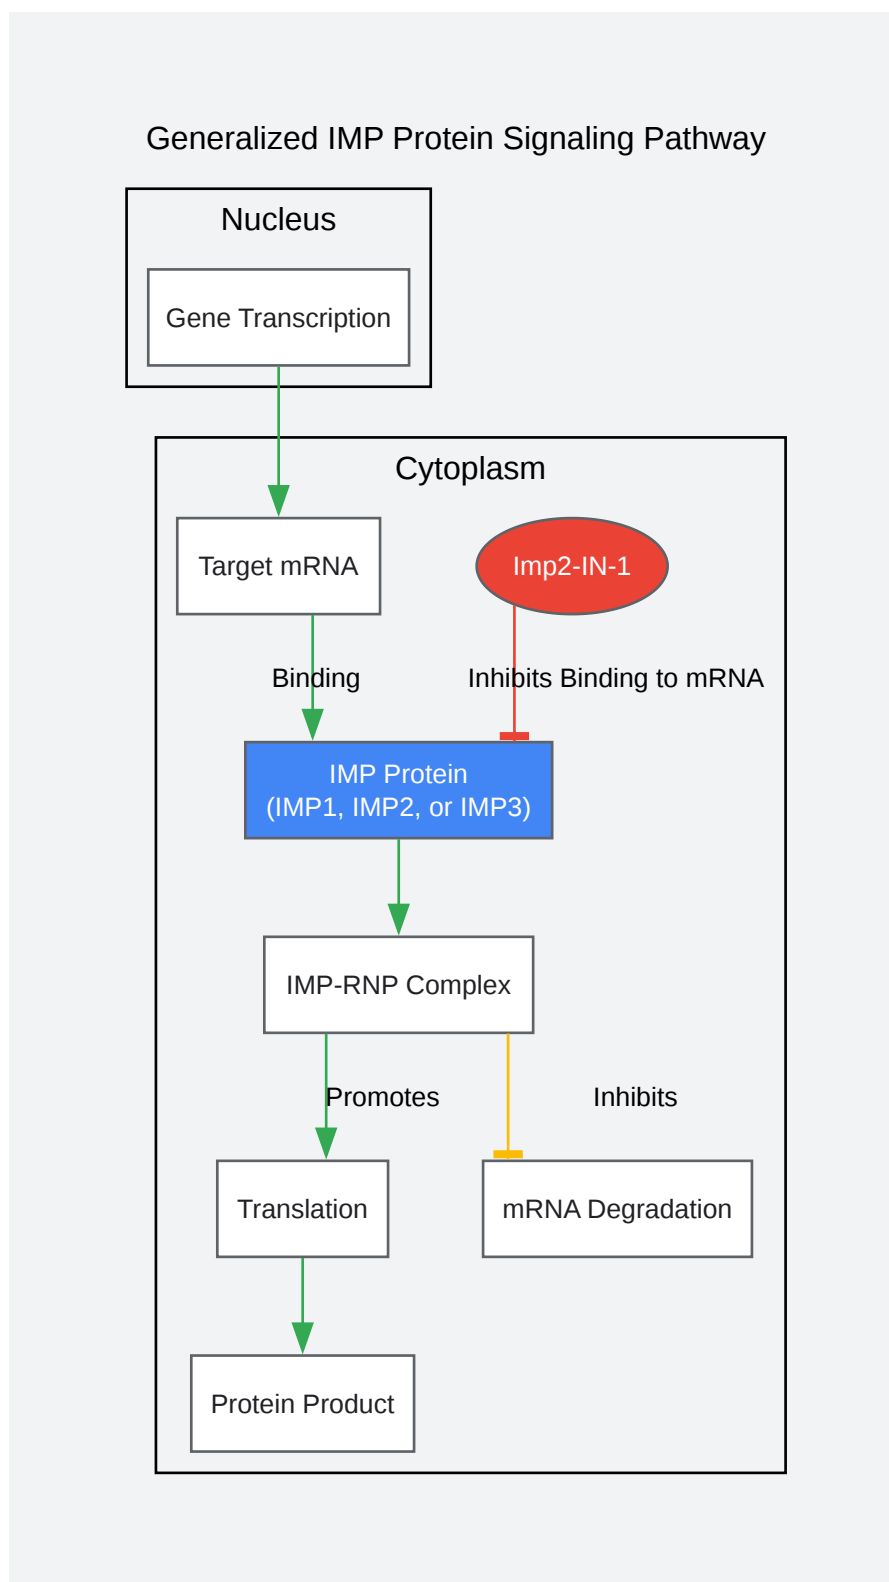 Generalized IMP Protein Signaling Pathway
Nucleus
Gene Transcription
Cytoplasm
Target mRNA
Imp2-IN-1
Binding
Inhibits Binding to mRNA
IMP Protein
(IMP1, IMP2, or IMP3)
IMP-RNP Complex
Promotes
Inhibits
Translation
mRNA Degradation
Protein Product